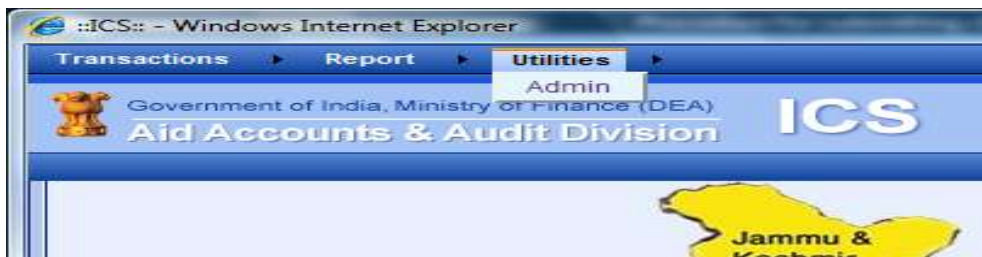 ::ICS:: - Windows Internet Explorer
Transactions Report Utilities
Admin
Government of India, Ministry of Finance (DEA)
Aid Accounts & Audit Division
ICS
Jammu &
Kashmir